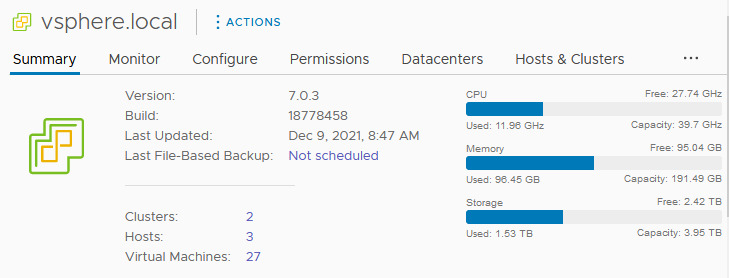 vsphere.local
ACTIONS
Summary Monitor Configure Permissions Datacenters Hosts & Clusters ...
Version: 7.0.3
Build: 18778458
Last Updated: Dec 9, 2021, 8:47 AM
Last File-Based Backup: Not scheduled
Clusters: 2
Hosts: 3
Virtual Machines: 27
CPU Free: 27.74 GHz
Used: 11.96 GHz Capacity: 39.7 GHz
Memory Free: 95.04 GB
Used: 96.45 GB Capacity: 191.49 GB
Storage Free: 2.42 TB
Used: 1.53 TB Capacity: 3.95 TB